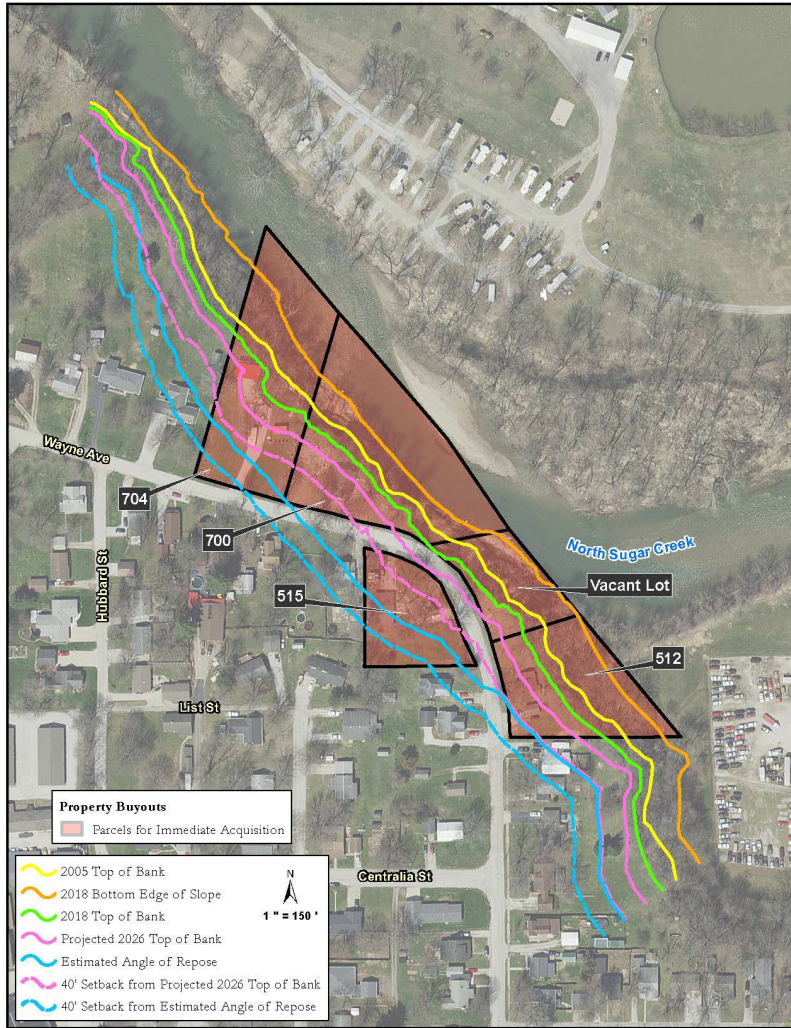 Wayne Ave
704
700
North Sugar Creek
Vacant Lot
Hubbard St
515
512
List St
Property Buyouts
Parcels for Immediate Acquisition
2005 Top of Bank
2018 Bottom Edge of Slope
2018 Top of Bank
Projected 2026 Top of Bank
Estimated Angle of Repose
40' Setback from Projected 2026 Top of Bank
40' Setback from Estimated Angle of Repose
N
1 " = 150 '
Centralia St